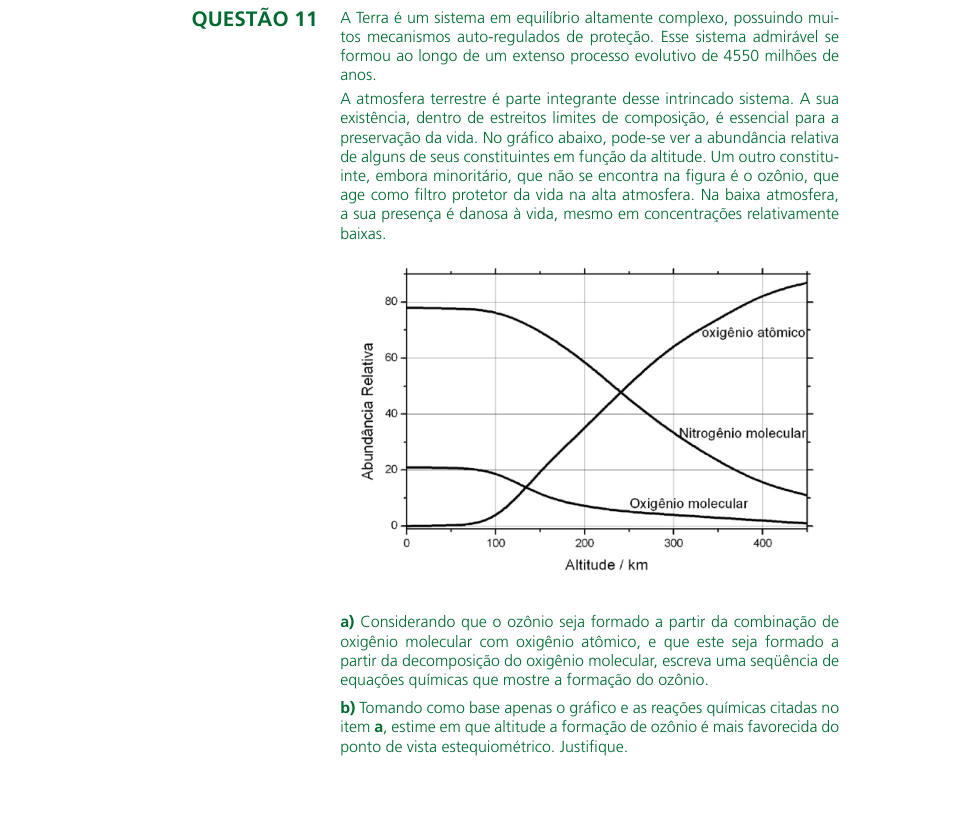 QUESTÃO 11
A Terra é um sistema em equilíbrio altamente complexo, possuindo mui-
tos mecanismos auto-regulados de proteção. Esse sistema admirável se
formou ao longo de um extenso processo evolutivo de 4550 milhões de
anos.
A atmosfera terrestre é parte integrante desse intrincado sistema. A sua
existência, dentro de estreitos limites de composição, é essencial para a
preservação da vida. No gráfico abaixo, pode-se ver a abundância relativa
de alguns de seus constituintes em função da altitude. Um outro constitu-
inte, embora minoritário, que não se encontra na figura é o ozônio, que
age como filtro protetor da vida na alta atmosfera. Na baixa atmosfera,
a sua presença é danosa à vida, mesmo em concentrações relativamente
baixas.
Abundância Relativa
80
60
40
20
0
oxigênio atômico
Nitrogênio molecular
Oxigênio molecular
0 100 200 300 400
Altitude / km
a) Considerando que o ozônio seja formado a partir da combinação de
oxigênio molecular com oxigênio atômico, e que este seja formado a
partir da decomposição do oxigênio molecular, escreva uma seqüência de
equações químicas que mostre a formação do ozônio.
b) Tomando como base apenas o gráfico e as reações químicas citadas no
item a, estime em que altitude a formação de ozônio é mais favorecida do
ponto de vista estequiométrico. Justifique.